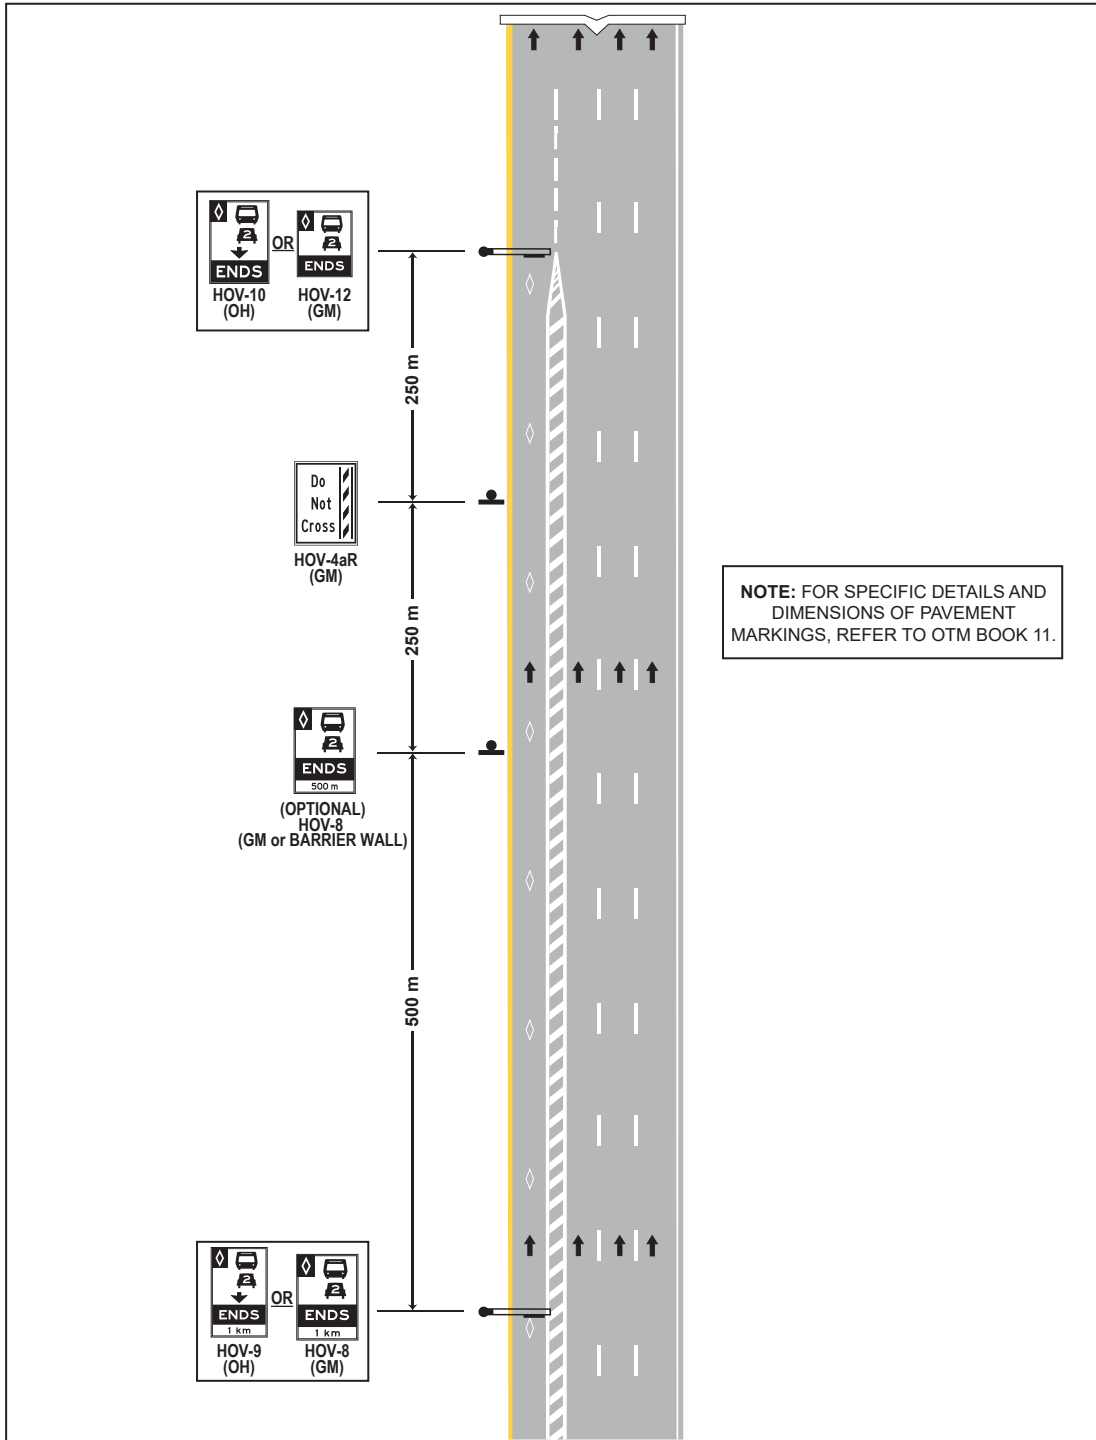 2
ENDS
HOV-10
(OH)
OR
2
ENDS
HOV-12
(GM)
250 m
Do
Not
Cross
HOV-4aR
(GM)
250 m
NOTE: FOR SPECIFIC DETAILS AND
DIMENSIONS OF PAVEMENT
MARKINGS, REFER TO OTM BOOK 11.
2
ENDS
500 m
(OPTIONAL)
HOV-8
(GM or BARRIER WALL)
500 m
2
ENDS
1 km
HOV-9
(OH)
OR
2
ENDS
1 km
HOV-8
(GM)